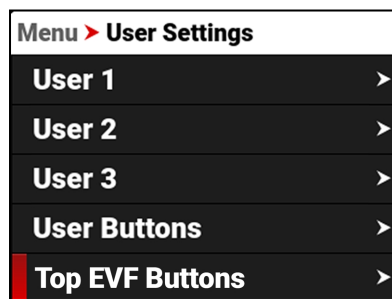 Menu > User Settings
User 1
User 2
User 3
User Buttons
Top EVF Buttons